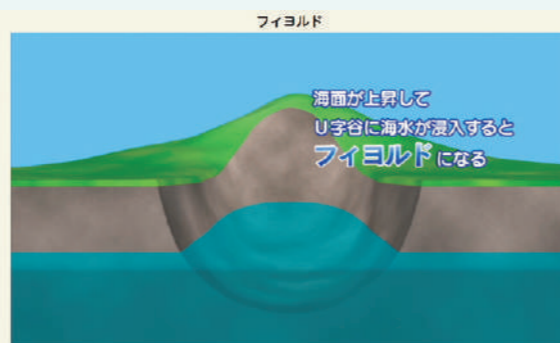 フィヨルド
海面が上昇して
U字谷に海水が浸入すると
フィヨルドになる